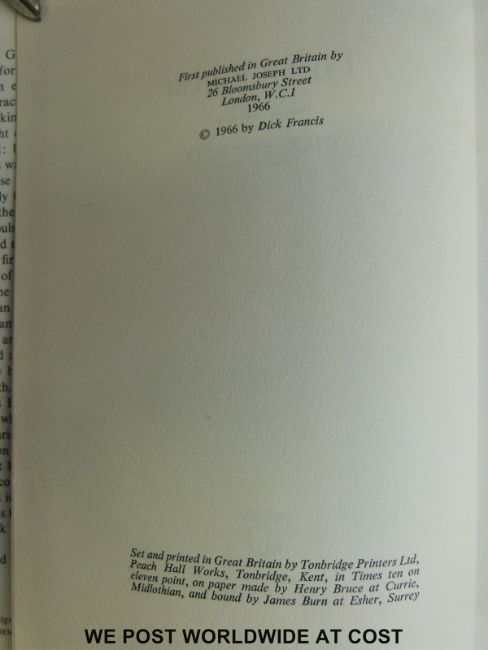 First published in Great Britain by
MICHAEL JOSEPH LTD
26 Bloomsbury Street
London, W.C.1
1966
© 1966 by Dick Francis
Set and printed in Great Britain by Tonbridge Printers Ltd,
Peach Hall Works, Tonbridge, Kent, in Times ten on
eleven point, on paper made by Henry Bruce at Currie,
Midlothian, and bound by James Burn at Esher, Surrey
WE POST WORLDWIDE AT COST